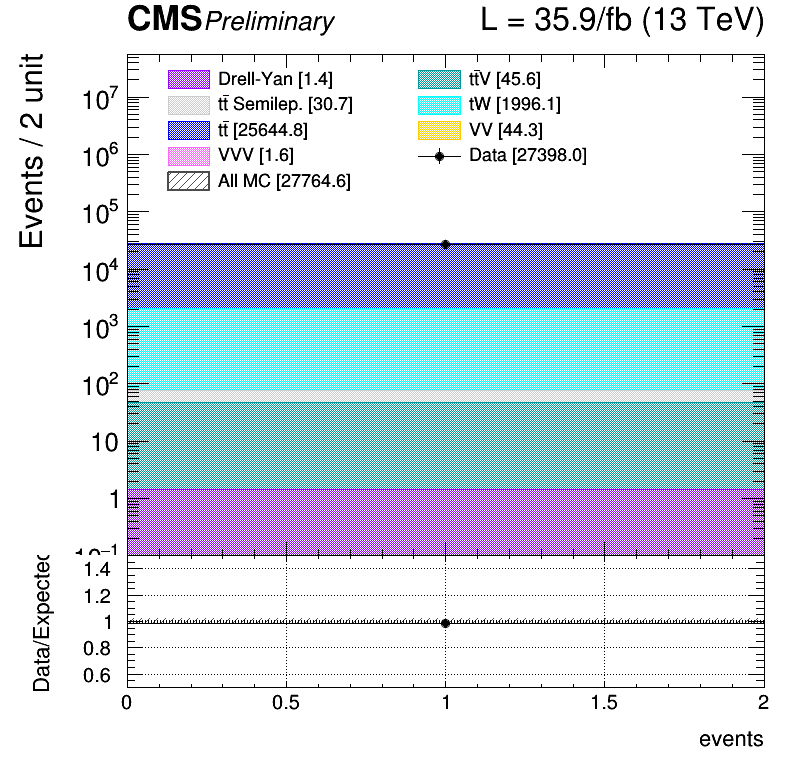 CMS Preliminary L = 35.9/fb (13 TeV)
Events / 2 unit
Drell-Yan [1.4]
tt̄ Semilep. [30.7]
tt̄ [25644.8]
VVV [1.6]
All MC [27764.6]
tt̄V [45.6]
tW [1996.1]
VV [44.3]
Data [27398.0]
10⁷
10⁶
10⁵
10⁴
10³
10²
10
1
10⁻¹
Data/Expected
1.4
1.2
1
0.8
0.6
0 0.5 1 1.5 2
events